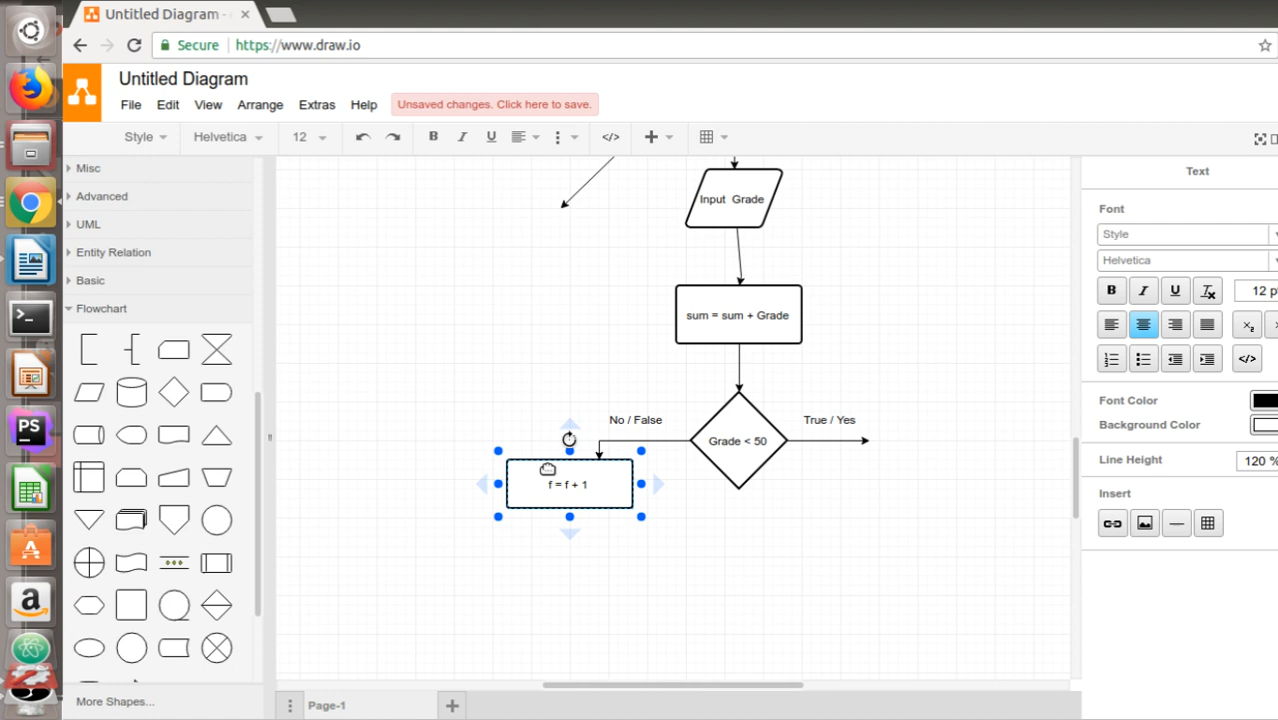 Untitled Diagram -
Secure https://www.draw.io
Untitled Diagram
File Edit View Arrange Extras Help Unsaved changes. Click here to save.
Style Helvetica 12 B I U
Misc
Advanced
UML
Entity Relation
Basic
Flowchart
More Shapes...
Input Grade
sum = sum + Grade
No / False
True / Yes
Grade < 50
f = f + 1
Page-1
Text
Font
Style
Helvetica
B I U T 12 p
Font Color
Background Color
Line Height 120 %
Insert
PS
A
a